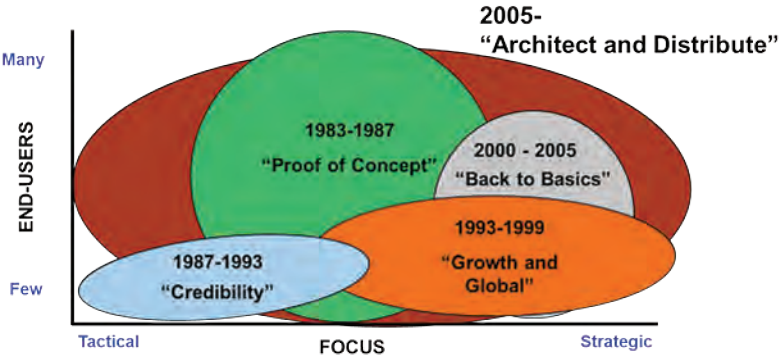 2005-
“Architect and Distribute”
Many
1983-1987
“Proof of Concept”
2000 - 2005
“Back to Basics”
END-USERS
1993-1999
“Growth and
Global”
1987-1993
“Credibility”
Few
Tactical
FOCUS
Strategic